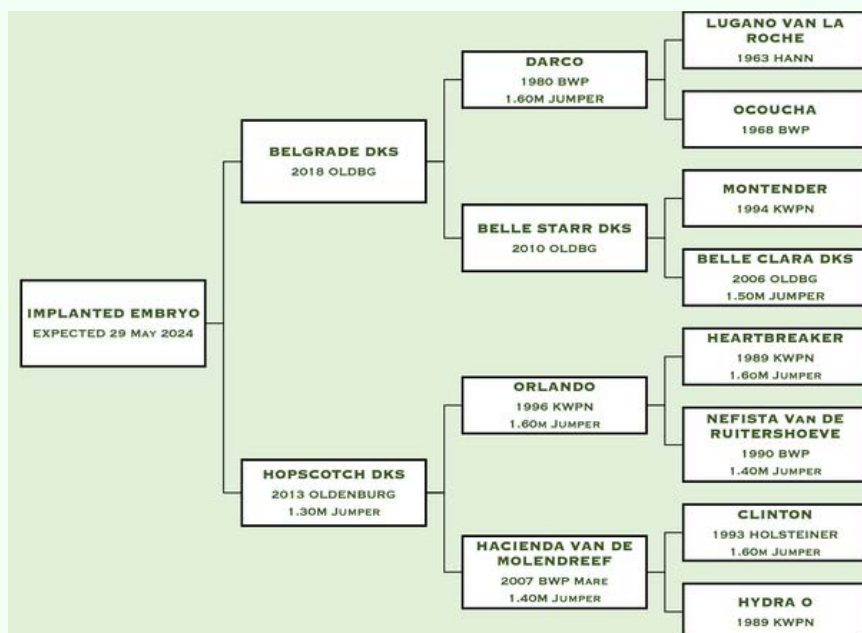 LUGANO VAN LA
ROCHE
1963 HANN
DARCO
1980 BWP
1.60M JUMPER
OCOUCHA
1968 BWP
BELGRADE DKS
2018 OLDBG
MONTENDER
1994 KWPN
BELLE STARR DKS
2010 OLDBG
BELLE CLARA DKS
2006 OLDBG
1.50M JUMPER
IMPLANTED EMBRYO
EXPECTED 29 MAY 2024
HEARTBREAKER
1989 KWPN
1.60M JUMPER
ORLANDO
1996 KWPN
1.60M JUMPER
NEFISTA VAN DE
RUITERSHOEVE
1990 BWP
1.40M JUMPER
HOPSCOTCH DKS
2013 OLDENBURG
1.30M JUMPER
CLINTON
1993 HOLSTEINER
1.60M JUMPER
HACIENDA VAN DE
MOLENDREEF
2007 BWP MARE
1.40M JUMPER
HYDRA O
1989 KWPN